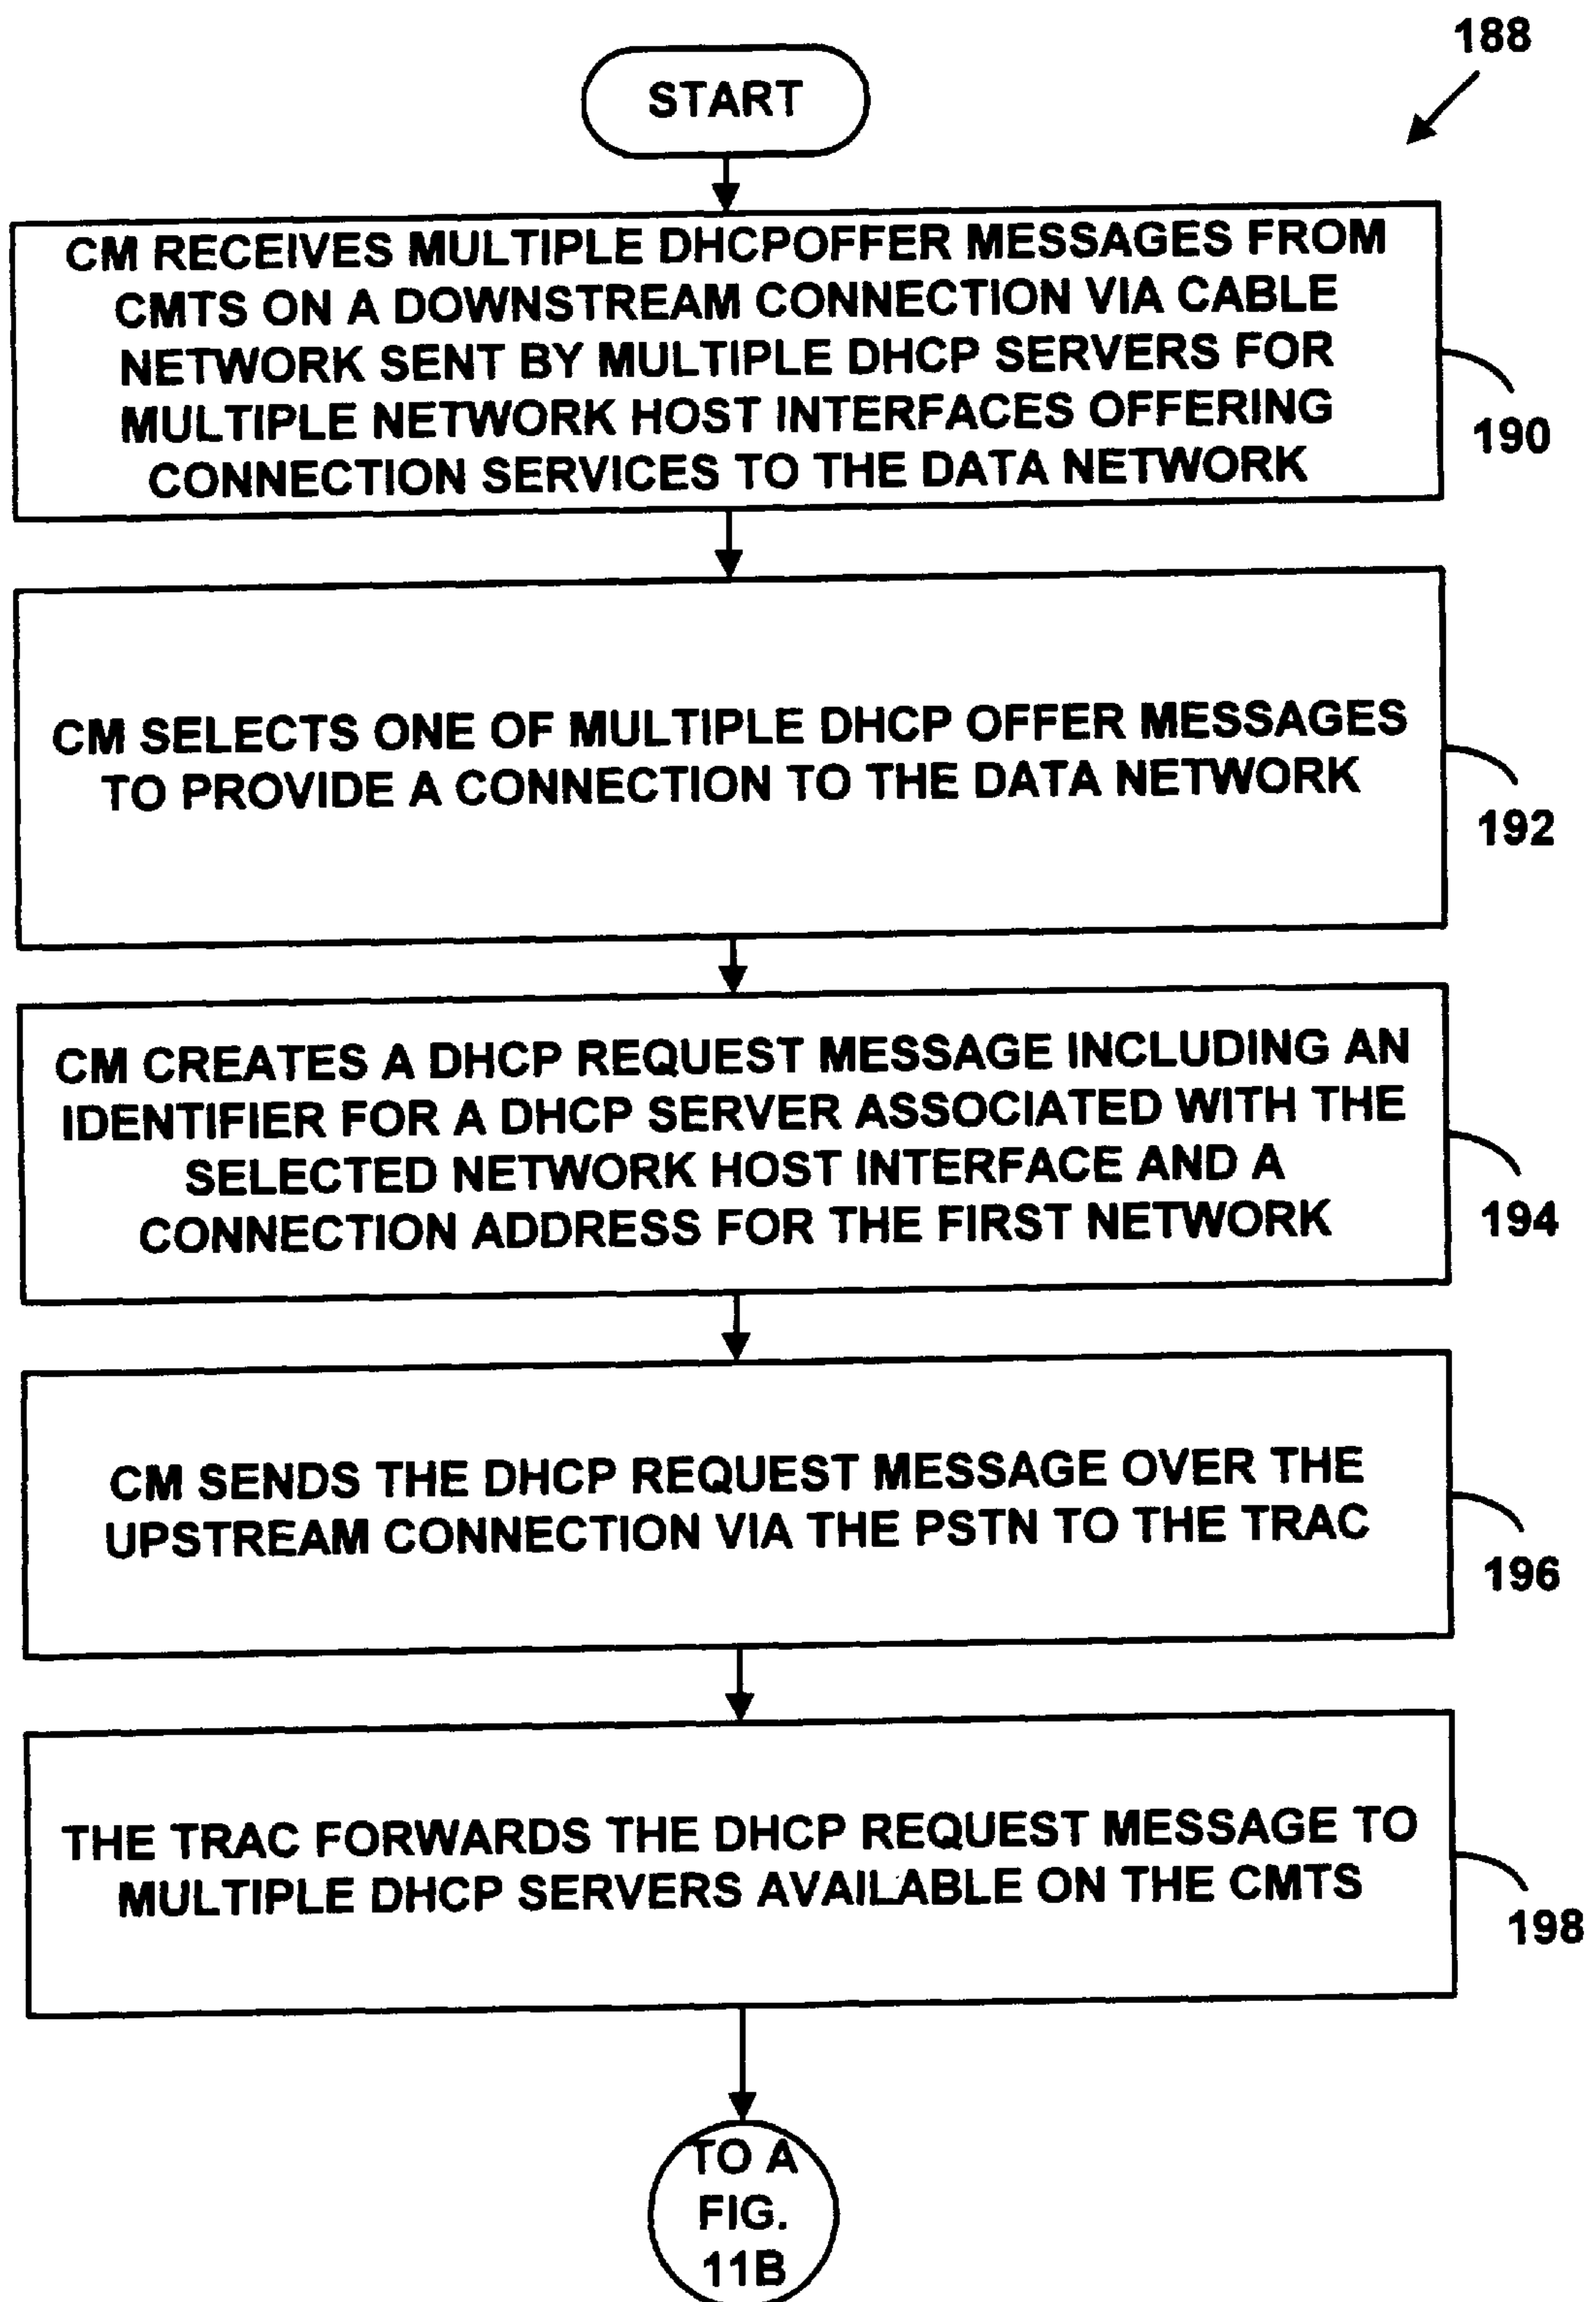 188
START
CM RECEIVES MULTIPLE DHCPOFFER MESSAGES FROM
CMTS ON A DOWNSTREAM CONNECTION VIA CABLE
NETWORK SENT BY MULTIPLE DHCP SERVERS FOR
MULTIPLE NETWORK HOST INTERFACES OFFERING
CONNECTION SERVICES TO THE DATA NETWORK
190
CM SELECTS ONE OF MULTIPLE DHCP OFFER MESSAGES
TO PROVIDE A CONNECTION TO THE DATA NETWORK
192
CM CREATES A DHCP REQUEST MESSAGE INCLUDING AN
IDENTIFIER FOR A DHCP SERVER ASSOCIATED WITH THE
SELECTED NETWORK HOST INTERFACE AND A
CONNECTION ADDRESS FOR THE FIRST NETWORK
194
CM SENDS THE DHCP REQUEST MESSAGE OVER THE
UPSTREAM CONNECTION VIA THE PSTN TO THE TRAC
196
THE TRAC FORWARDS THE DHCP REQUEST MESSAGE TO
MULTIPLE DHCP SERVERS AVAILABLE ON THE CMTS
198
TO A
FIG.
11B